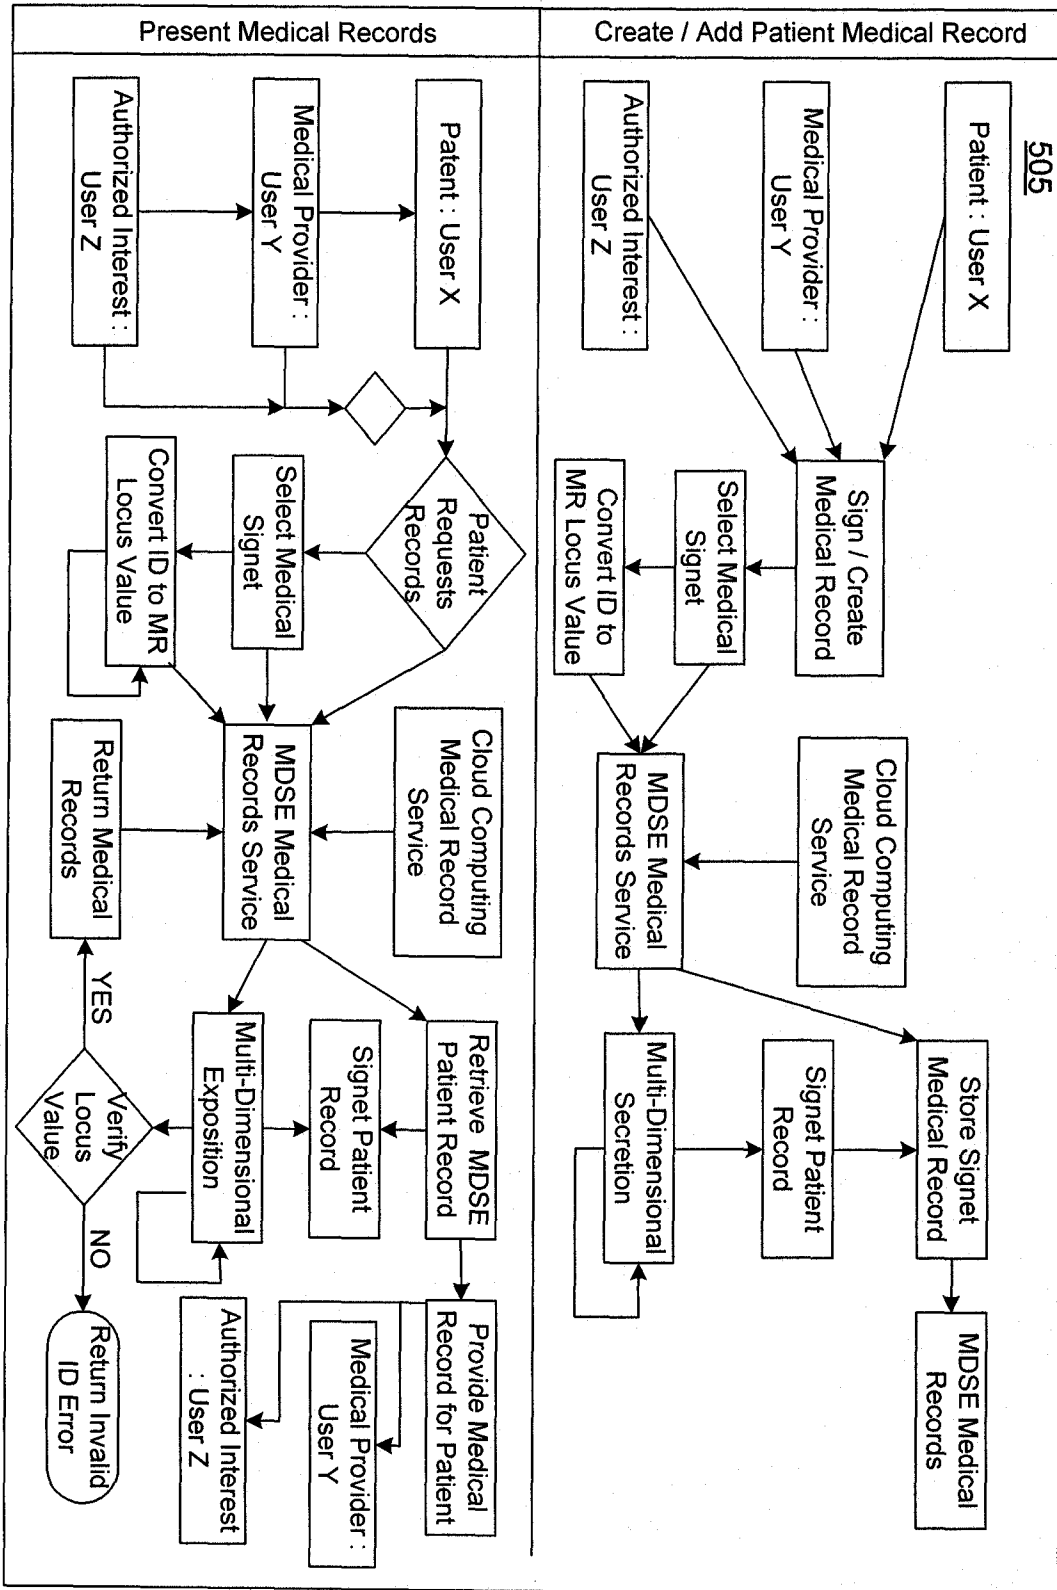 505
Create / Add Patient Medical Record
Patient : User X
Medical Provider :
User Y
Authorized Interest :
User Z
Sign / Create
Medical Record
Select Medical
Signet
Convert ID to
MR Locus Value
Cloud Computing
Medical Record
Service
MDSE Medical
Records Service
Store Signet
Medical Record
Signet Patient
Record
Multi-Dimensional
Secretion
MDSE Medical
Records
Present Medical Records
Patent : User X
Medical Provider :
User Y
Authorized Interest :
User Z
Patient
Requests
Records
Select Medical
Signet
Convert ID to MR
Locus Value
Cloud Computing
Medical Record
Service
MDSE Medical
Records Service
Return Medical
Records
Retrieve MDSE
Patient Record
Signet Patient
Record
Multi-Dimensional
Exposition
YES
Verify
Locus
Value
NO
Provide Medical
Record for Patient
Medical Provider :
User Y
Authorized Interest
: User Z
Return Invalid
ID Error